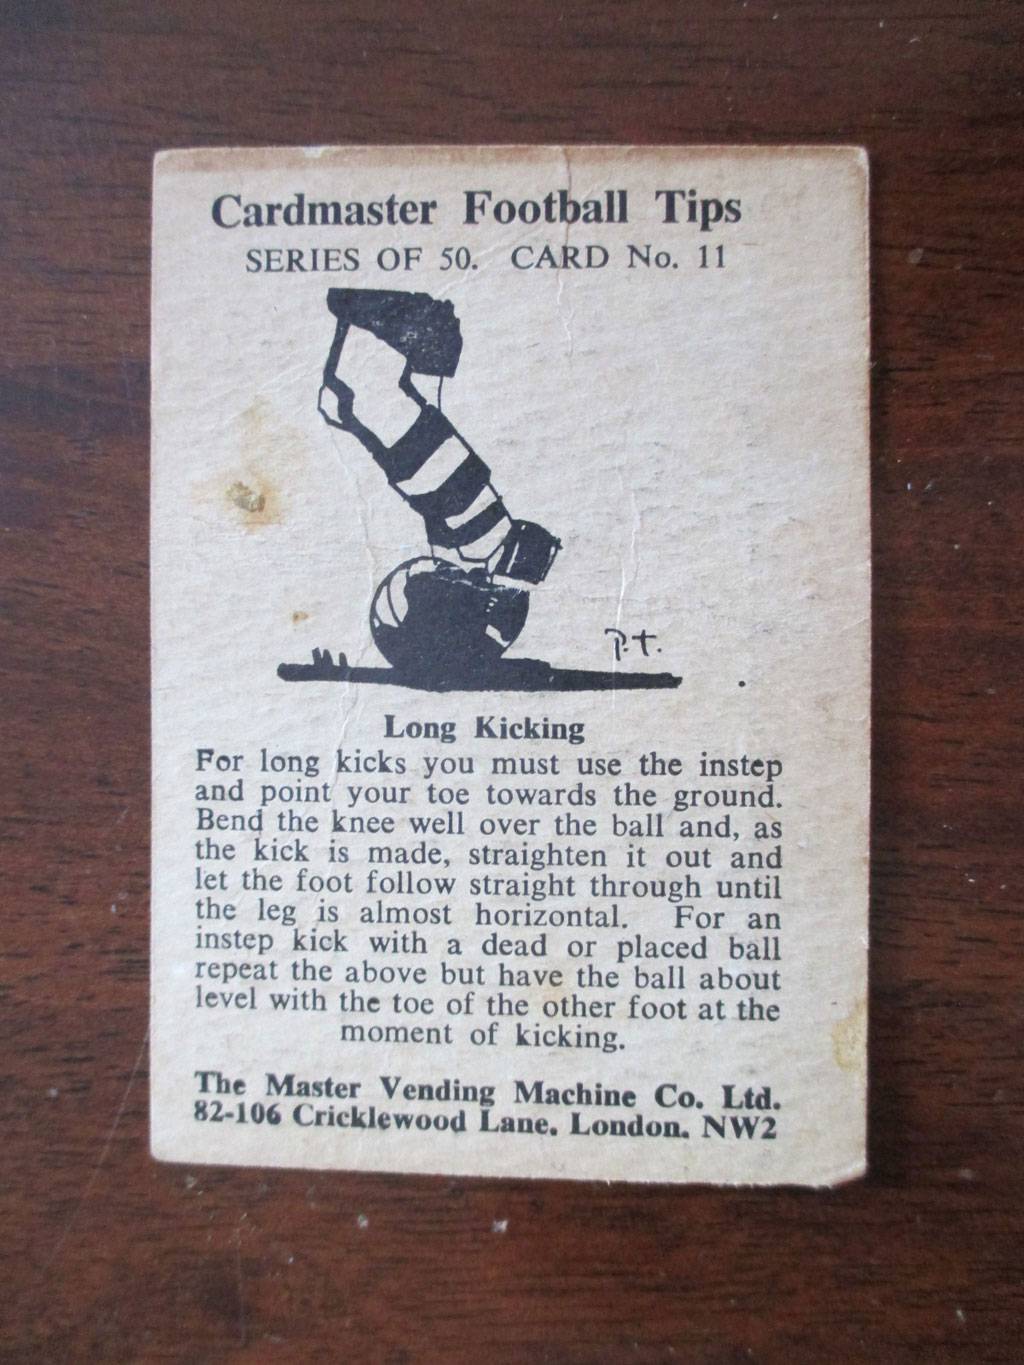 Cardmaster Football Tips
SERIES OF 50. CARD No. 11
P.T.
Long Kicking
For long kicks you must use the instep
and point your toe towards the ground.
Bend the knee well over the ball and, as
the kick is made, straighten it out and
let the foot follow straight through until
the leg is almost horizontal. For an
instep kick with a dead or placed ball
repeat the above but have the ball about
level with the toe of the other foot at the
moment of kicking.
The Master Vending Machine Co. Ltd.
82-106 Cricklewood Lane. London. NW2